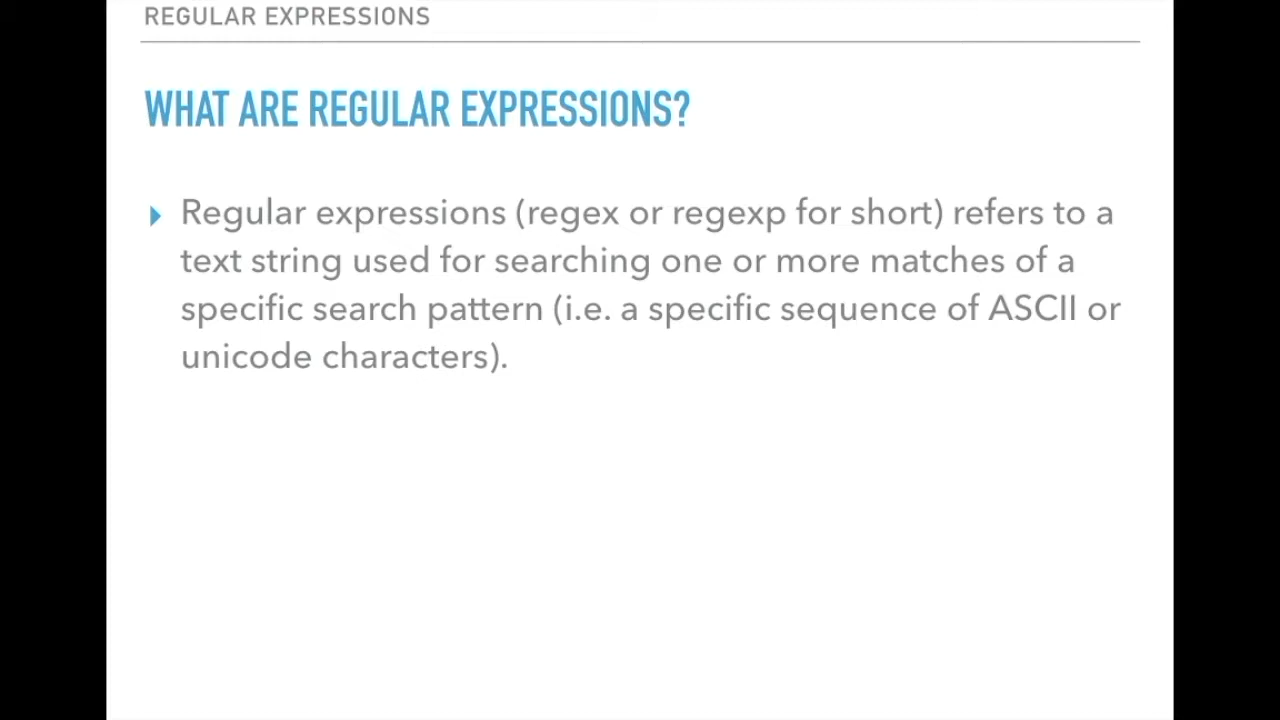 REGULAR EXPRESSIONS
WHAT ARE REGULAR EXPRESSIONS?
Regular expressions (regex or regexp for short) refers to a
text string used for searching one or more matches of a
specific search pattern (i.e. a specific sequence of ASCII or
unicode characters).